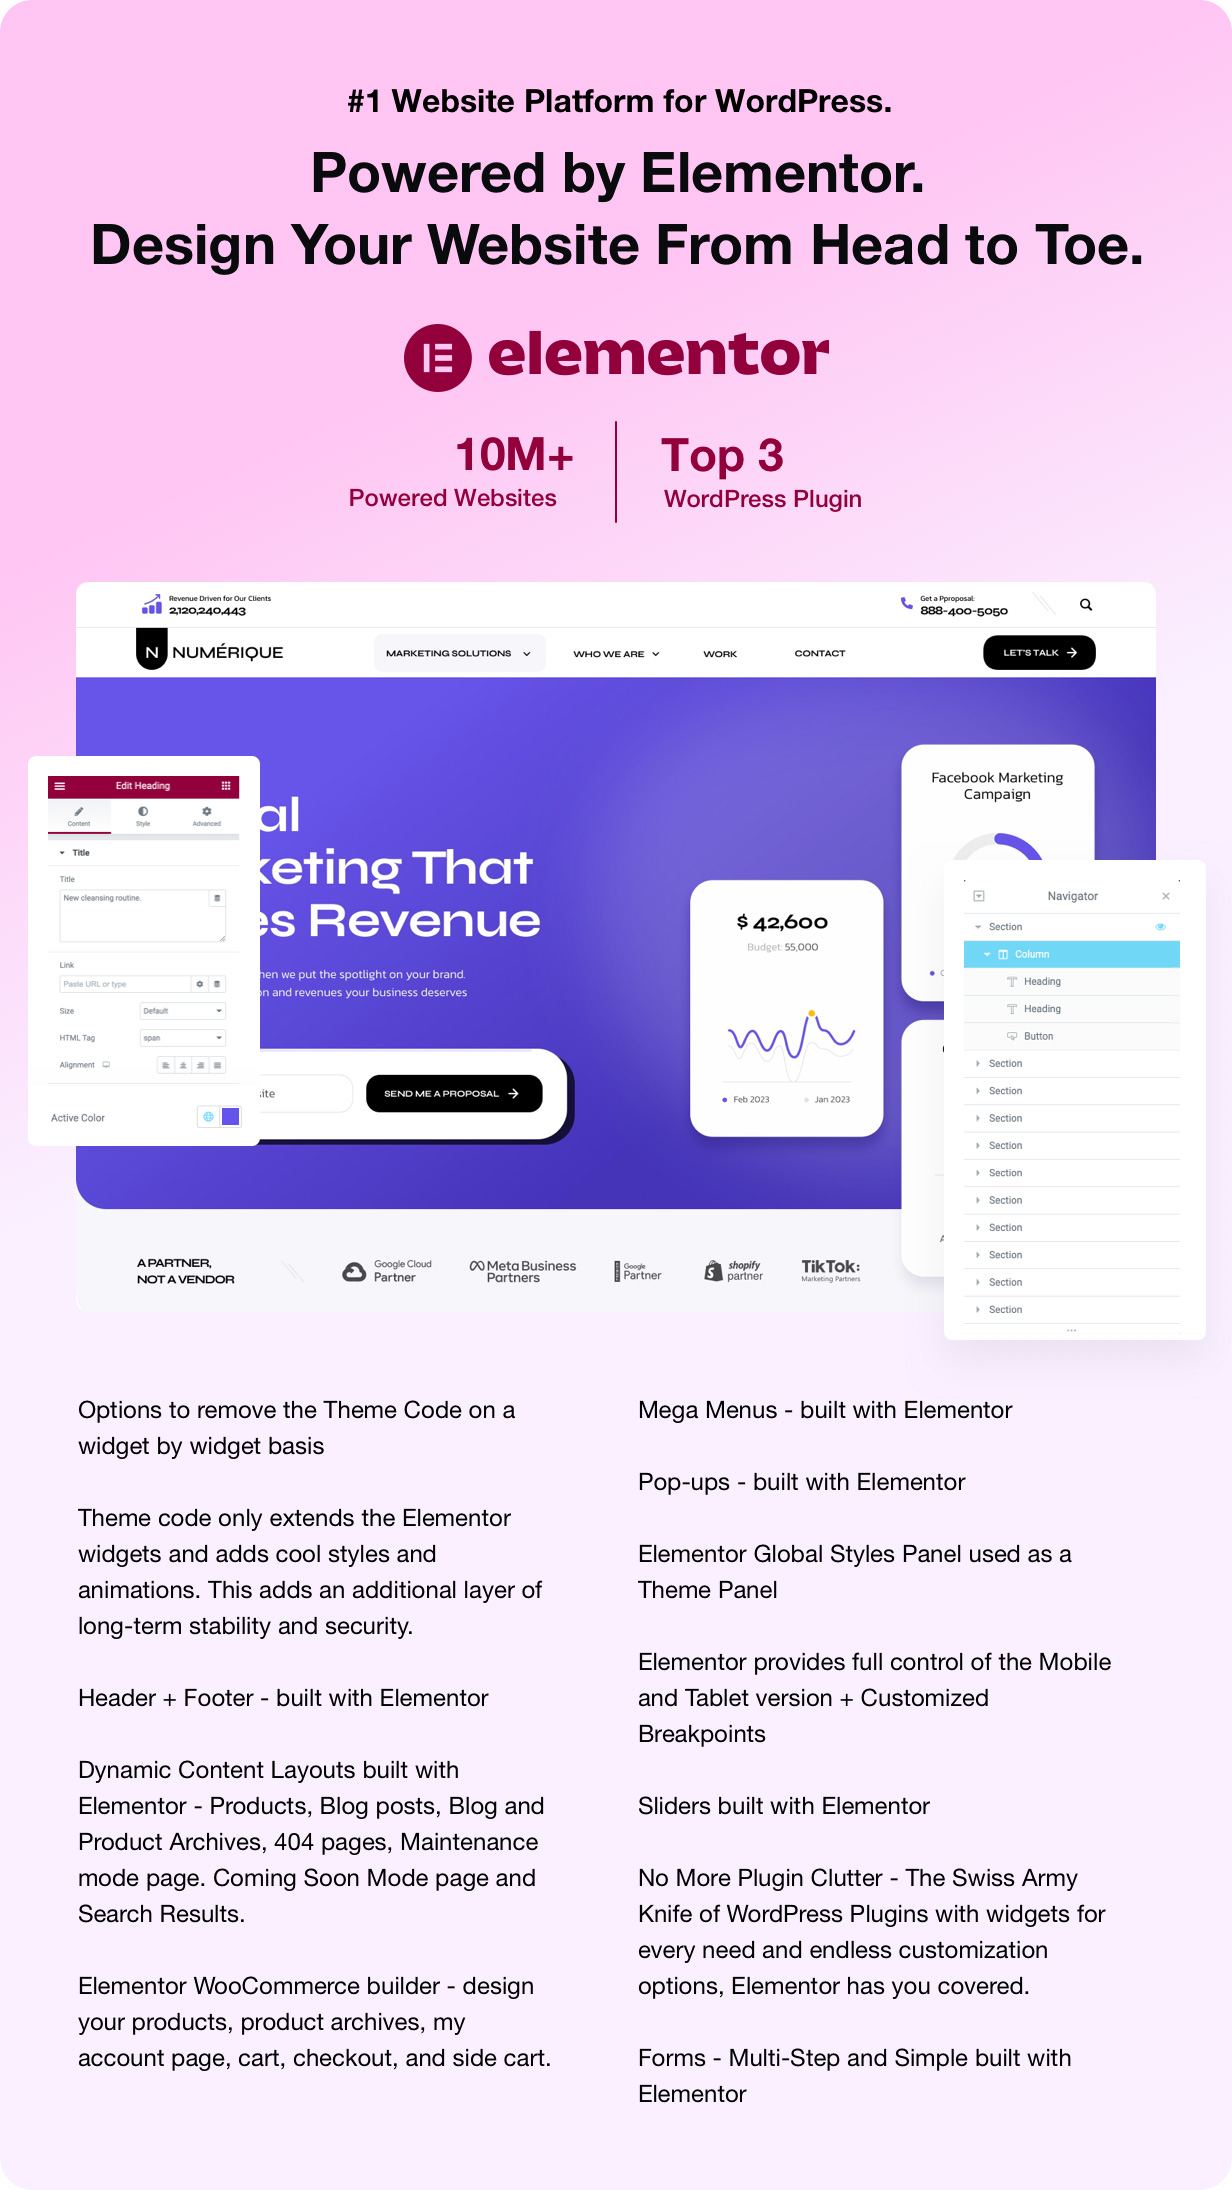 #1 Website Platform for WordPress.
Powered by Elementor.
Design Your Website From Head to Toe.
elementor
10M+
Powered Websites
Top 3
WordPress Plugin
Revenue Driven for Our Clients
2,120,240,443
Get a Pproposal:
888-400-5050
N NUMÉRIQUE
MARKETING SOLUTIONS
WHO WE ARE
WORK
CONTACT
LET'S TALK
Edit Heading
Content
Style
Advanced
Title
Title
New cleansing routine.
Link
Paste URL or type
Size
Default
HTML Tag
span
Alignment
Active Color
al
keting That
es Revenue
hen we put the spotlight on your brand.
on and revenues your business deserves
site
SEND ME A PROPOSAL
$ 42,600
Budget: 55,000
Feb 2023
Jan 2023
Facebook Marketing
Campaign
Navigator
Section
Column
Heading
Heading
Button
Section
Section
Section
Section
Section
Section
Section
Section
Section
Section
A PARTNER,
NOT A VENDOR
Google Cloud
Partner
Meta Business
Partners
Google
Partner
shopify
partner
TikTok:
Marketing Partners
Options to remove the Theme Code on a
widget by widget basis
Theme code only extends the Elementor
widgets and adds cool styles and
animations. This adds an additional layer of
long-term stability and security.
Header + Footer - built with Elementor
Dynamic Content Layouts built with
Elementor - Products, Blog posts, Blog and
Product Archives, 404 pages, Maintenance
mode page. Coming Soon Mode page and
Search Results.
Elementor WooCommerce builder - design
your products, product archives, my
account page, cart, checkout, and side cart.
Mega Menus - built with Elementor
Pop-ups - built with Elementor
Elementor Global Styles Panel used as a
Theme Panel
Elementor provides full control of the Mobile
and Tablet version + Customized
Breakpoints
Sliders built with Elementor
No More Plugin Clutter - The Swiss Army
Knife of WordPress Plugins with widgets for
every need and endless customization
options, Elementor has you covered.
Forms - Multi-Step and Simple built with
Elementor